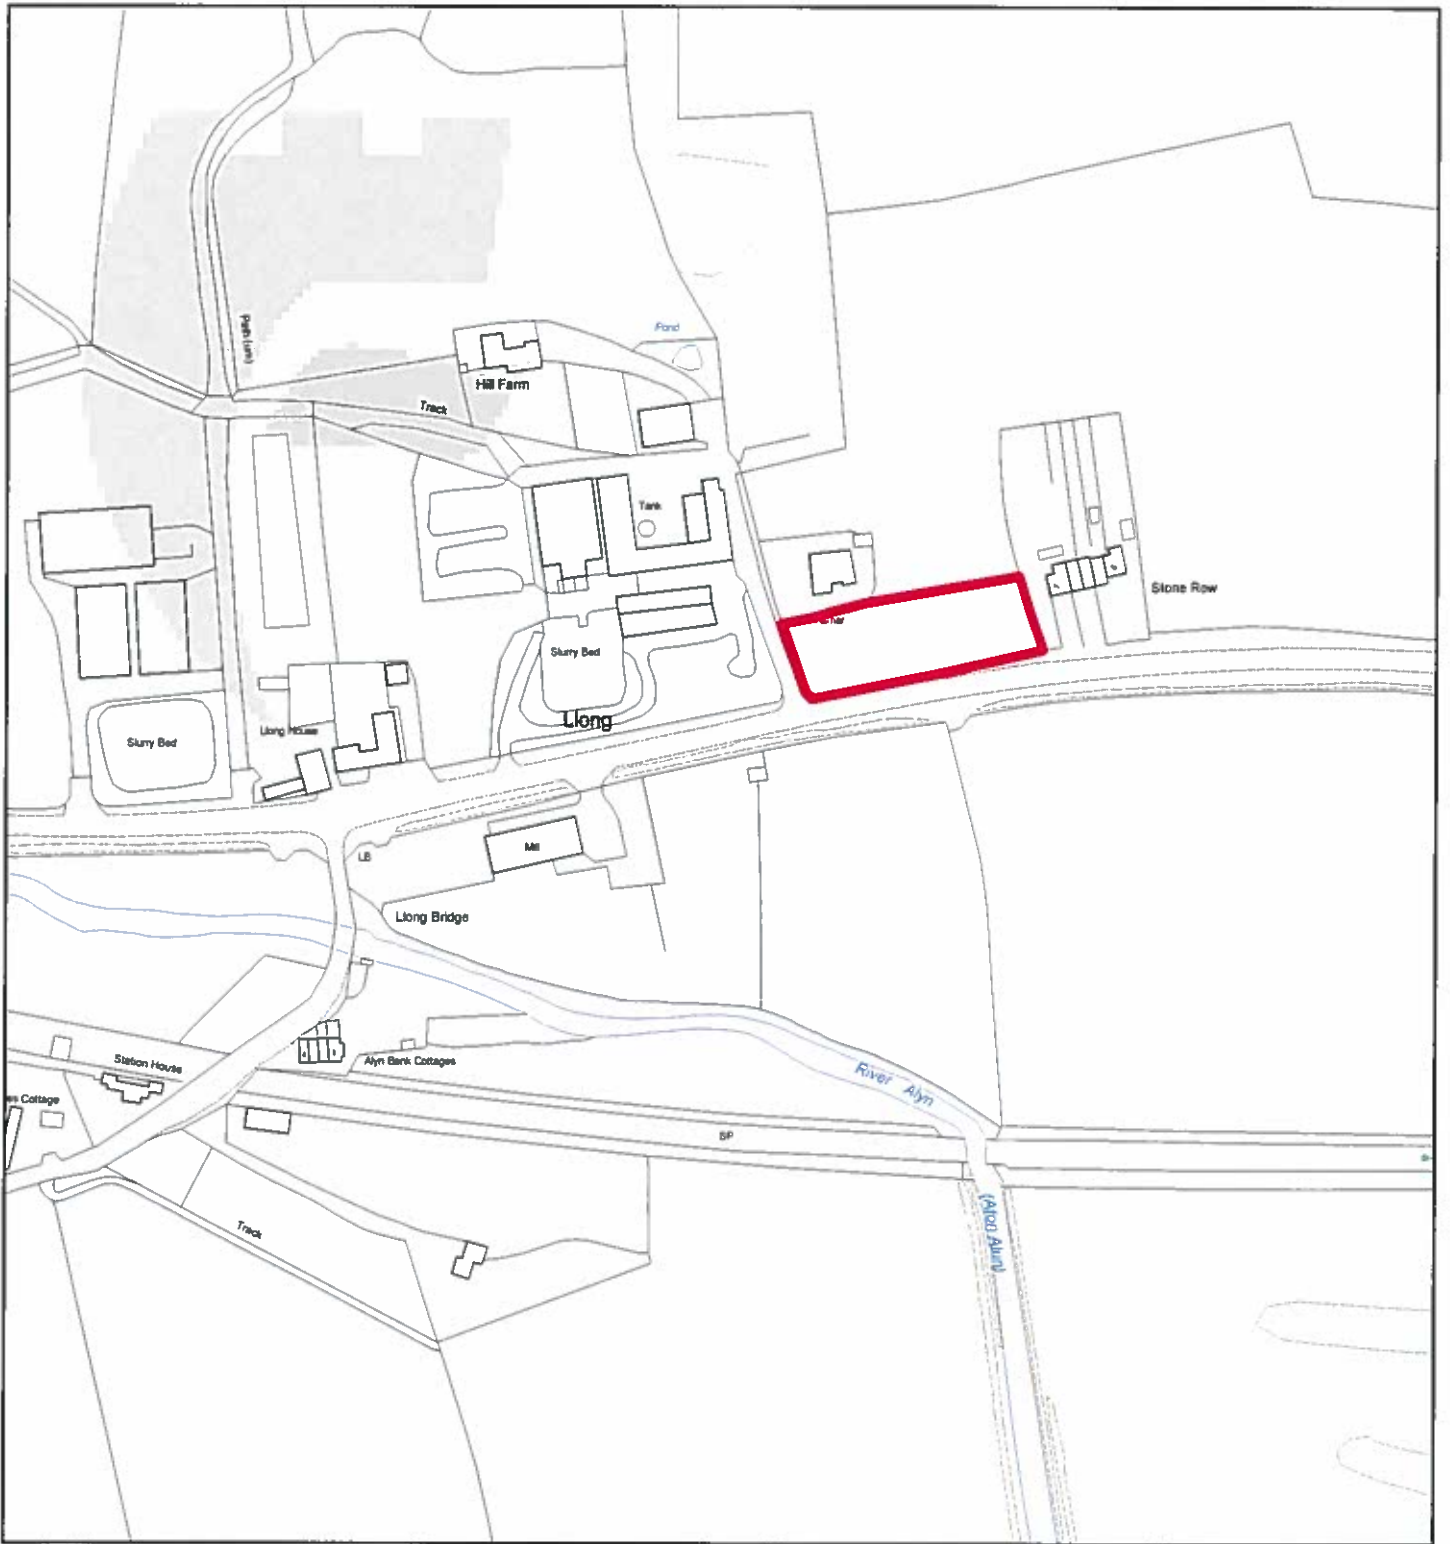 Pond
Path (um)
Hill Farm
Track
Tank
Stone Row
Slurry Bed
Llong
Llong House
Slurry Bed
Mill
LB
Llong Bridge
Station House
Alyn Bank Cottages
River Alyn
Cottage
SP
(Afon Alun)
Track